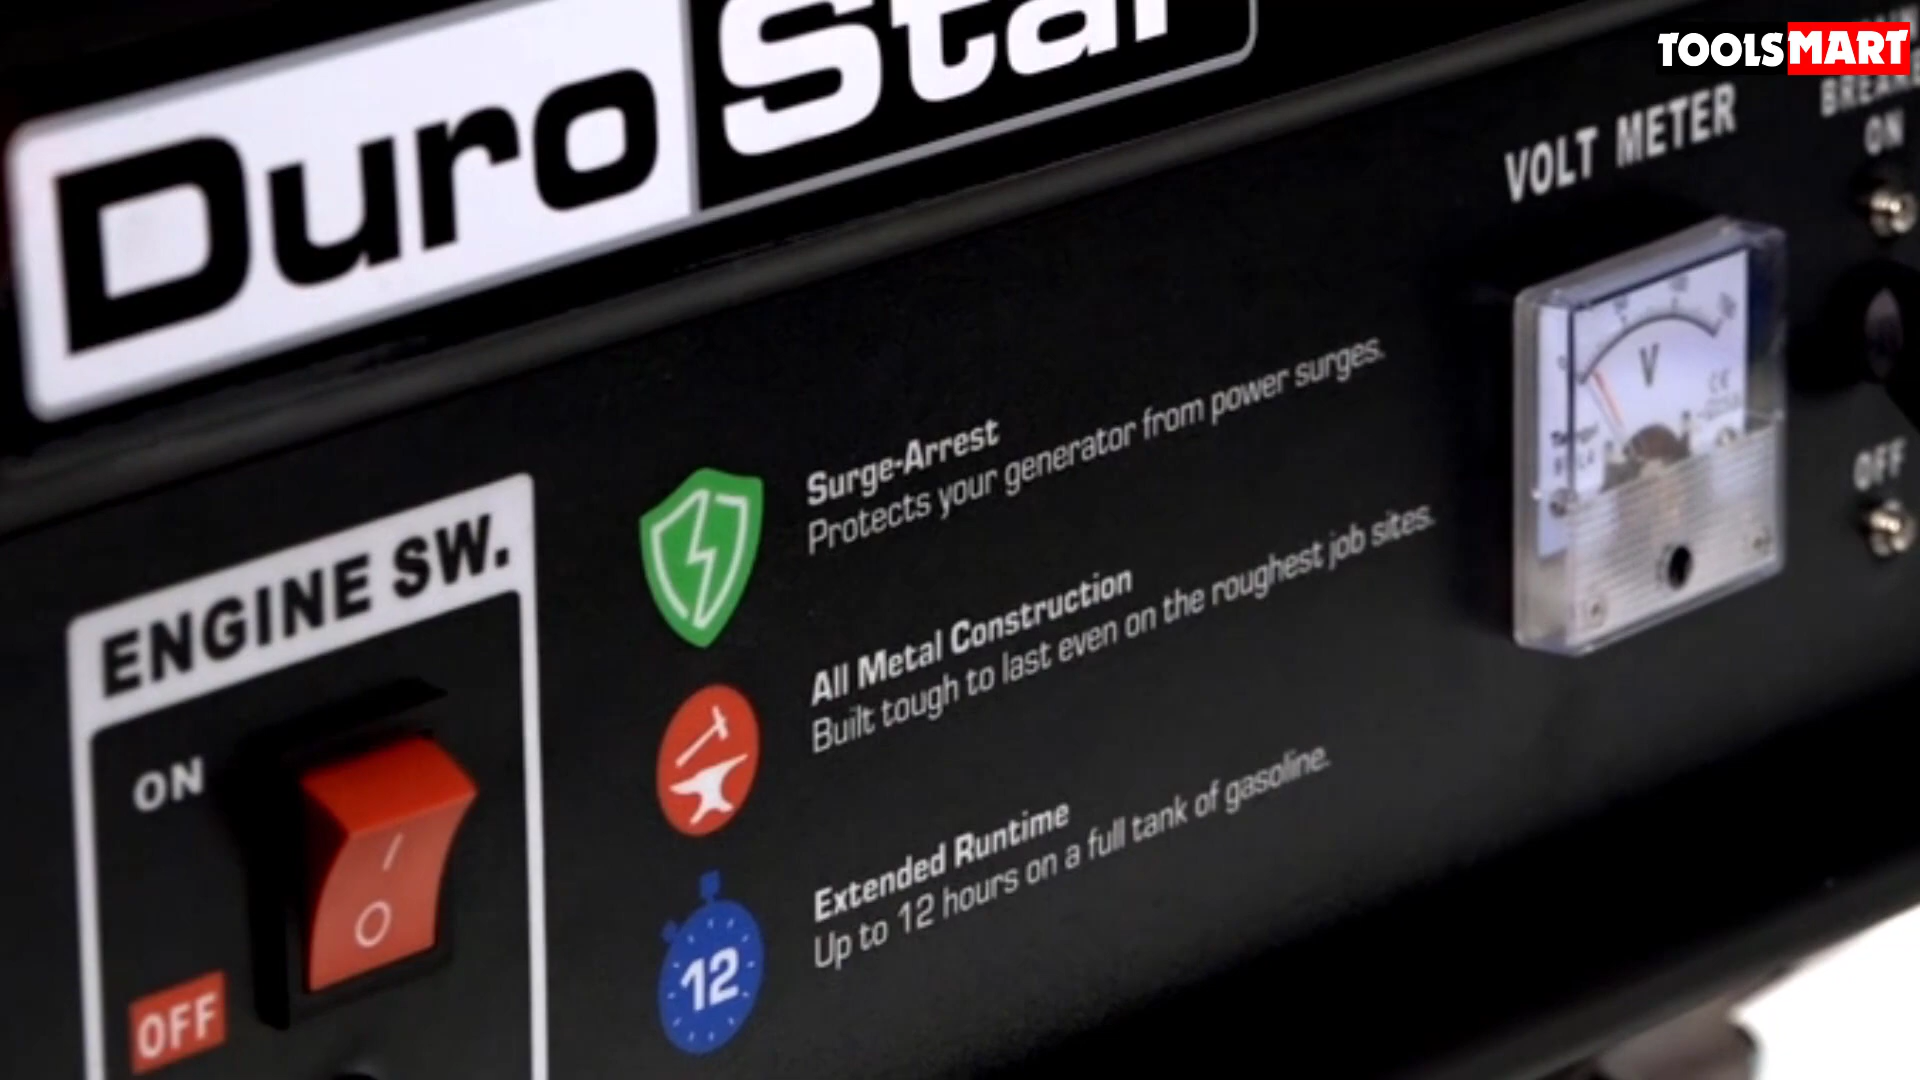 TOOLSMART
DuroStar
VOLT METER
ON
OFF
V
CE
ENGINE SW.
ON
OFF
Surge-Arrest
Protects your generator from power surges.
All Metal Construction
Built tough to last even on the roughest job sites.
12
Extended Runtime
Up to 12 hours on a full tank of gasoline.